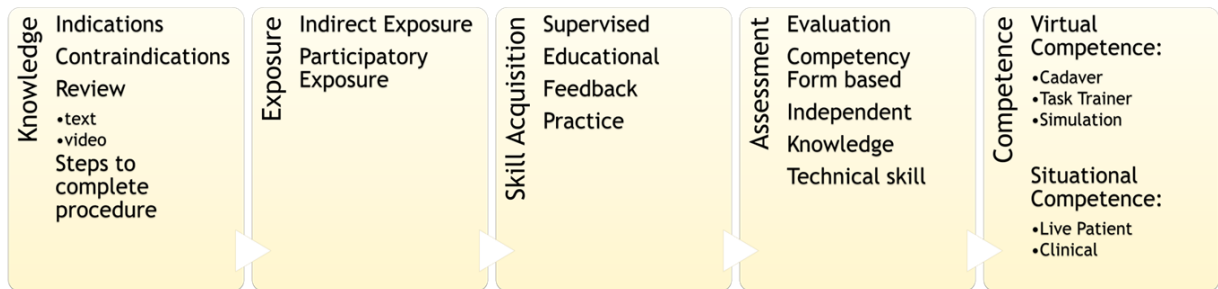 Knowledge
Indications
Contraindications
Review
•text
•video
Steps to
complete
procedure
Exposure
Indirect Exposure
Participatory
Exposure
Skill Acquisition
Supervised
Educational
Feedback
Practice
Assessment
Evaluation
Competency
Form based
Independent
Knowledge
Technical skill
Competence
Virtual
Competence:
•Cadaver
•Task Trainer
•Simulation
Situational
Competence:
•Live Patient
•Clinical